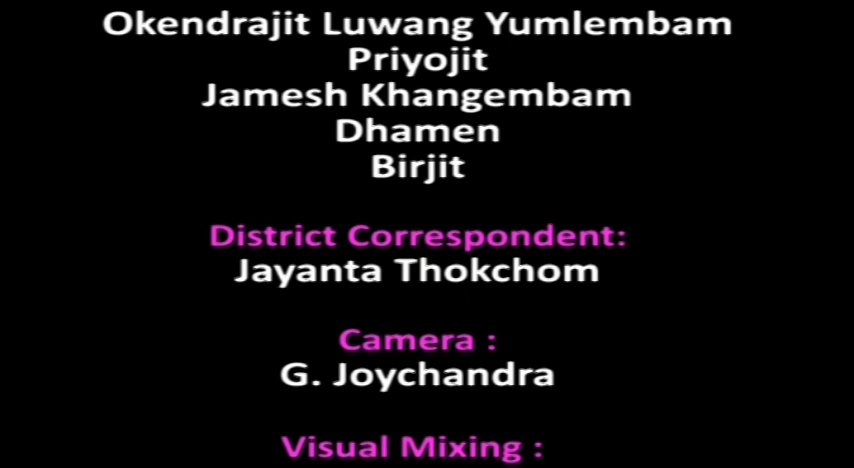 Okendrajit Luwang Yumlembam
Priyojit
Jamesh Khangembam
Dhamen
Birjit
District Correspondent:
Jayanta Thokchom
Camera :
G. Joychandra
Visual Mixing :